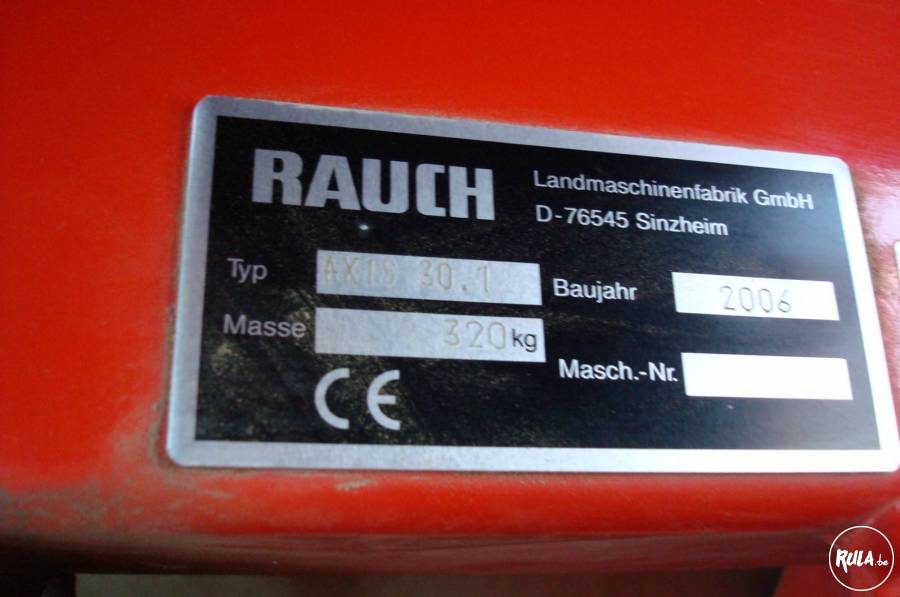 RAUCH
Landmaschinenfabrik GmbH
D-76545 Sinzheim
Typ AXIS 30.1
Baujahr 2006
Masse 320 kg
Masch.-Nr.
CE
RULA.be